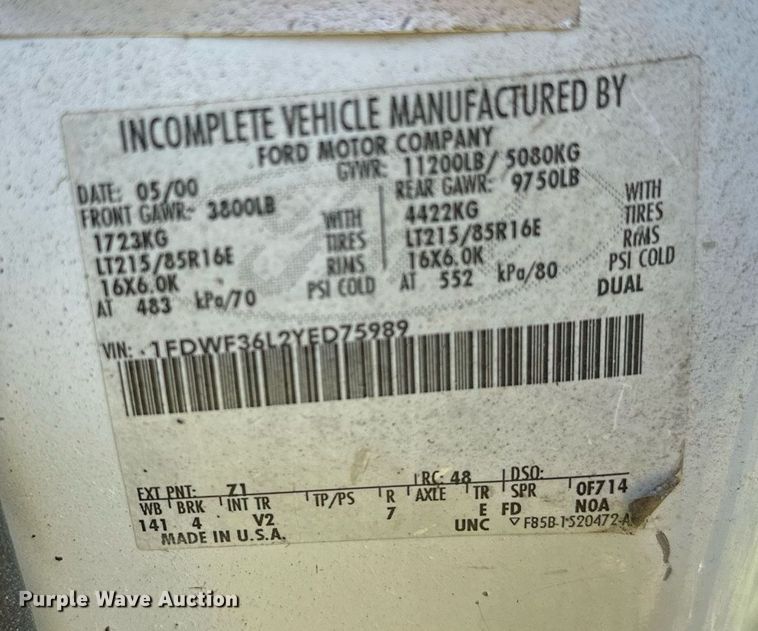 INCOMPLETE VEHICLE MANUFACTURED BY
FORD MOTOR COMPANY
DATE: 05/00 GVWR: 11200LB/ 5080KG
FRONT GAWR: 3800LB REAR GAWR: 9750LB
1723KG WITH 4422KG WITH
LT215/85R16E TIRES LT215/85R16E TIRES
16X6.0K RIMS 16X6.0K RIMS
AT 483 kPa/70 PSI COLD AT 552 kPa/80 PSI COLD
DUAL
VIN: 1FDWF36L2YED75989
EXT PNT: Z1 RC: 48 DSO:
WB BRK INT TR TP/PS R AXLE TR SPR 0F714
141 4 V2 7 E FD N0A
UNC F85B-1520472-A
MADE IN U.S.A.
Purple Wave Auction